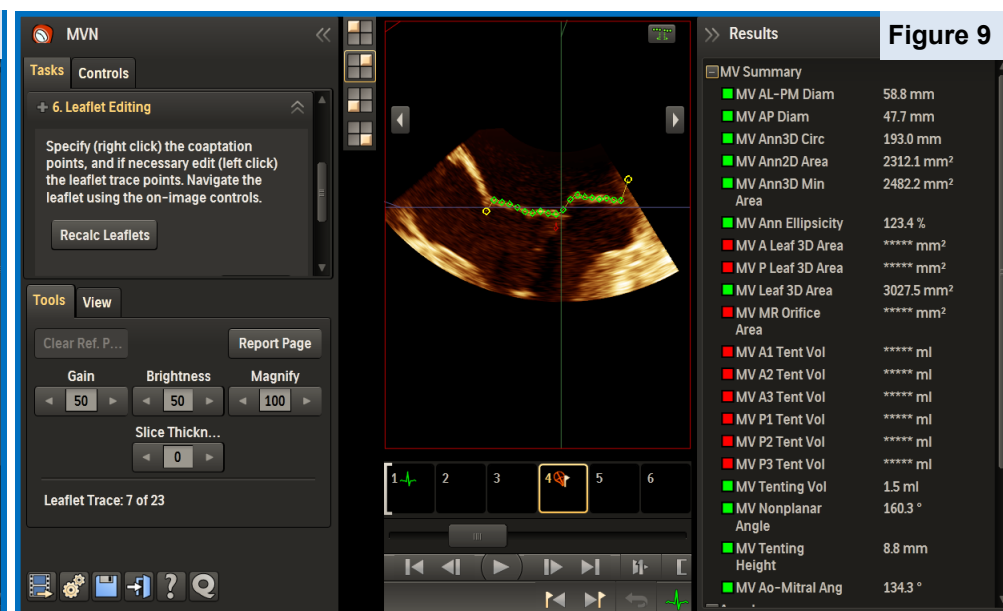 MVN
Tasks
Controls
6. Leaflet Editing
Specify (right click) the coaptation
points, and if necessary edit (left click)
the leaflet trace points. Navigate the
leaflet using the on-image controls.
Recalc Leaflets
Tools
View
Clear Ref. P...
Report Page
Gain
Brightness
Magnify
50
50
100
Slice Thickn...
0
Leaflet Trace: 7 of 23
1
2
3
4
5
6
Results
Figure 9
MV Summary
MV AL-PM Diam 58.8 mm
MV AP Diam 47.7 mm
MV Ann3D Circ 193.0 mm
MV Ann2D Area 2312.1 mm²
MV Ann3D Min 2482.2 mm²
Area
MV Ann Ellipsicity 123.4 %
MV A Leaf 3D Area ***** mm²
MV P Leaf 3D Area ***** mm²
MV Leaf 3D Area 3027.5 mm²
MV MR Orifice ***** mm²
Area
MV A1 Tent Vol ***** ml
MV A2 Tent Vol ***** ml
MV A3 Tent Vol ***** ml
MV P1 Tent Vol ***** ml
MV P2 Tent Vol ***** ml
MV P3 Tent Vol ***** ml
MV Tenting Vol 1.5 ml
MV Nonplanar 160.3 °
Angle
MV Tenting 8.8 mm
Height
MV Ao-Mitral Ang 134.3 °